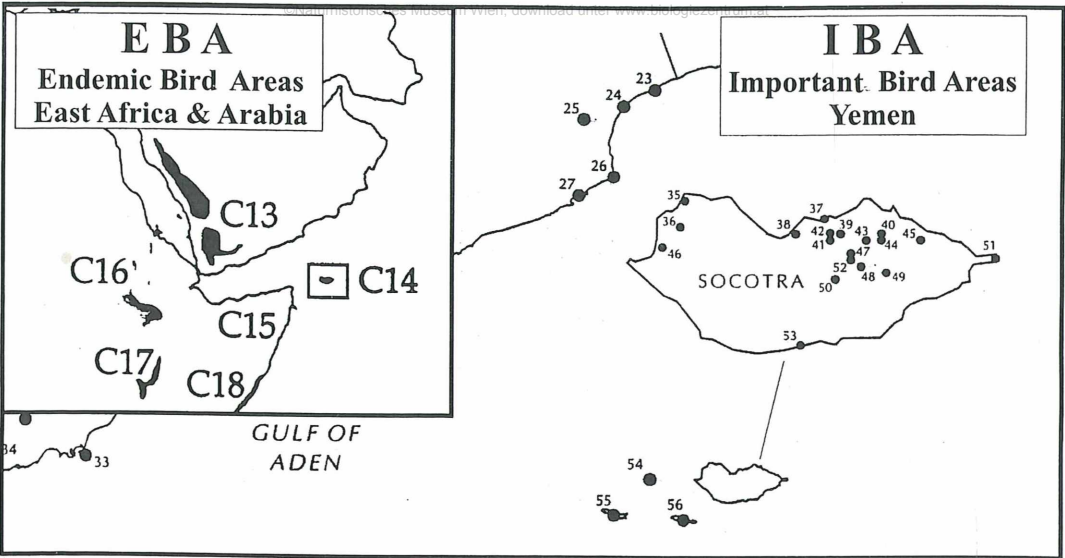 ©Naturhistorisches Museum Wien, download unter www.biologiezentrum.at
E B A
Endemic Bird Areas
East Africa & Arabia
C13
C16
C14
C15
C17
C18
I B A
Important Bird Areas
Yemen
23
24
25
26
27
35
36
46
37
38
42
39
41
43
40
44
45
51
47
52
48
49
50
SOCOTRA
53
GULF OF
ADEN
34
33
54
55
56